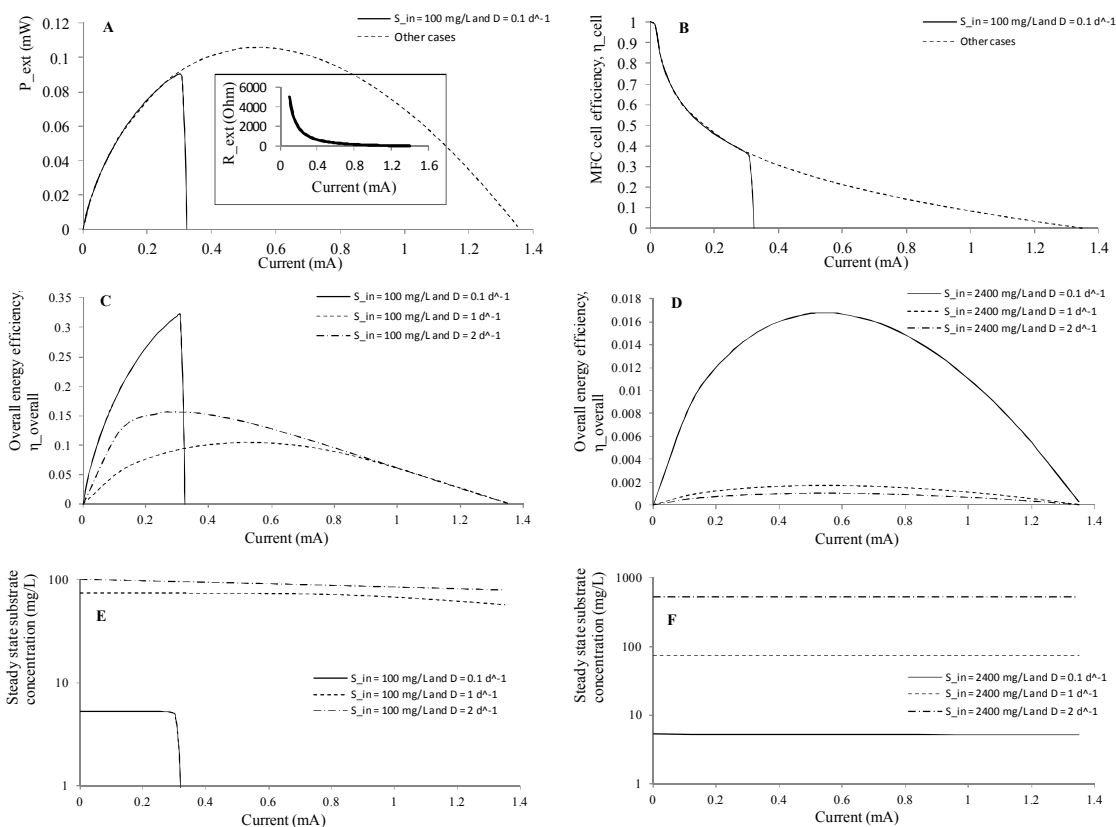 A
P_ext (mW)
0.12
0.1
0.08
0.06
0.04
0.02
0
S_in = 100 mg/Land D = 0.1 d^-1
Other cases
R_ext (Ohm)
6000
4000
2000
0
0 0.4 0.8 1.2 1.6
Current (mA)
0 0.2 0.4 0.6 0.8 1 1.2 1.4
Current (mA)
B
MFC cell efficiency, η_cell
1
0.9
0.8
0.7
0.6
0.5
0.4
0.3
0.2
0.1
0
S_in = 100 mg/Land D = 0.1 d^-1
Other cases
0 0.2 0.4 0.6 0.8 1 1.2 1.4
Current (mA)
C
Overall energy efficiency,
η_overall
0.35
0.3
0.25
0.2
0.15
0.1
0.05
0
S_in = 100 mg/Land D = 0.1 d^-1
S_in = 100 mg/Land D = 1 d^-1
S_in = 100 mg/Land D = 2 d^-1
0 0.2 0.4 0.6 0.8 1 1.2 1.4
Current (mA)
D
Overall energy efficiency,
η_overall
0.018
0.016
0.014
0.012
0.01
0.008
0.006
0.004
0.002
0
S_in = 2400 mg/Land D = 0.1 d^-1
S_in = 2400 mg/Land D = 1 d^-1
S_in = 2400 mg/Land D = 2 d^-1
0 0.2 0.4 0.6 0.8 1 1.2 1.4
Current (mA)
E
Steady state substrate
concentration (mg/L)
100
10
1
S_in = 100 mg/Land D = 0.1 d^-1
S_in = 100 mg/Land D = 1 d^-1
S_in = 100 mg/Land D = 2 d^-1
0 0.2 0.4 0.6 0.8 1 1.2 1.4
Current (mA)
F
Steady state substrate
concentration (mg/L)
1000
100
10
1
S_in = 2400 mg/Land D = 0.1 d^-1
S_in = 2400 mg/Land D = 1 d^-1
S_in = 2400 mg/Land D = 2 d^-1
0 0.2 0.4 0.6 0.8 1 1.2 1.4
Current (mA)